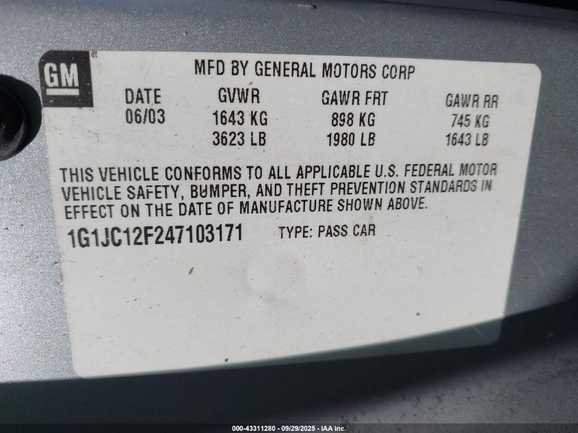 GM
MFD BY GENERAL MOTORS CORP
DATE GVWR GAWR FRT GAWR RR
06/03 1643 KG 898 KG 745 KG
3623 LB 1980 LB 1643 LB
THIS VEHICLE CONFORMS TO ALL APPLICABLE U.S. FEDERAL MOTOR
VEHICLE SAFETY, BUMPER, AND THEFT PREVENTION STANDARDS IN
EFFECT ON THE DATE OF MANUFACTURE SHOWN ABOVE.
1G1JC12F247103171 TYPE: PASS CAR
000-43311280 - 09/29/2025 - IAA Inc.